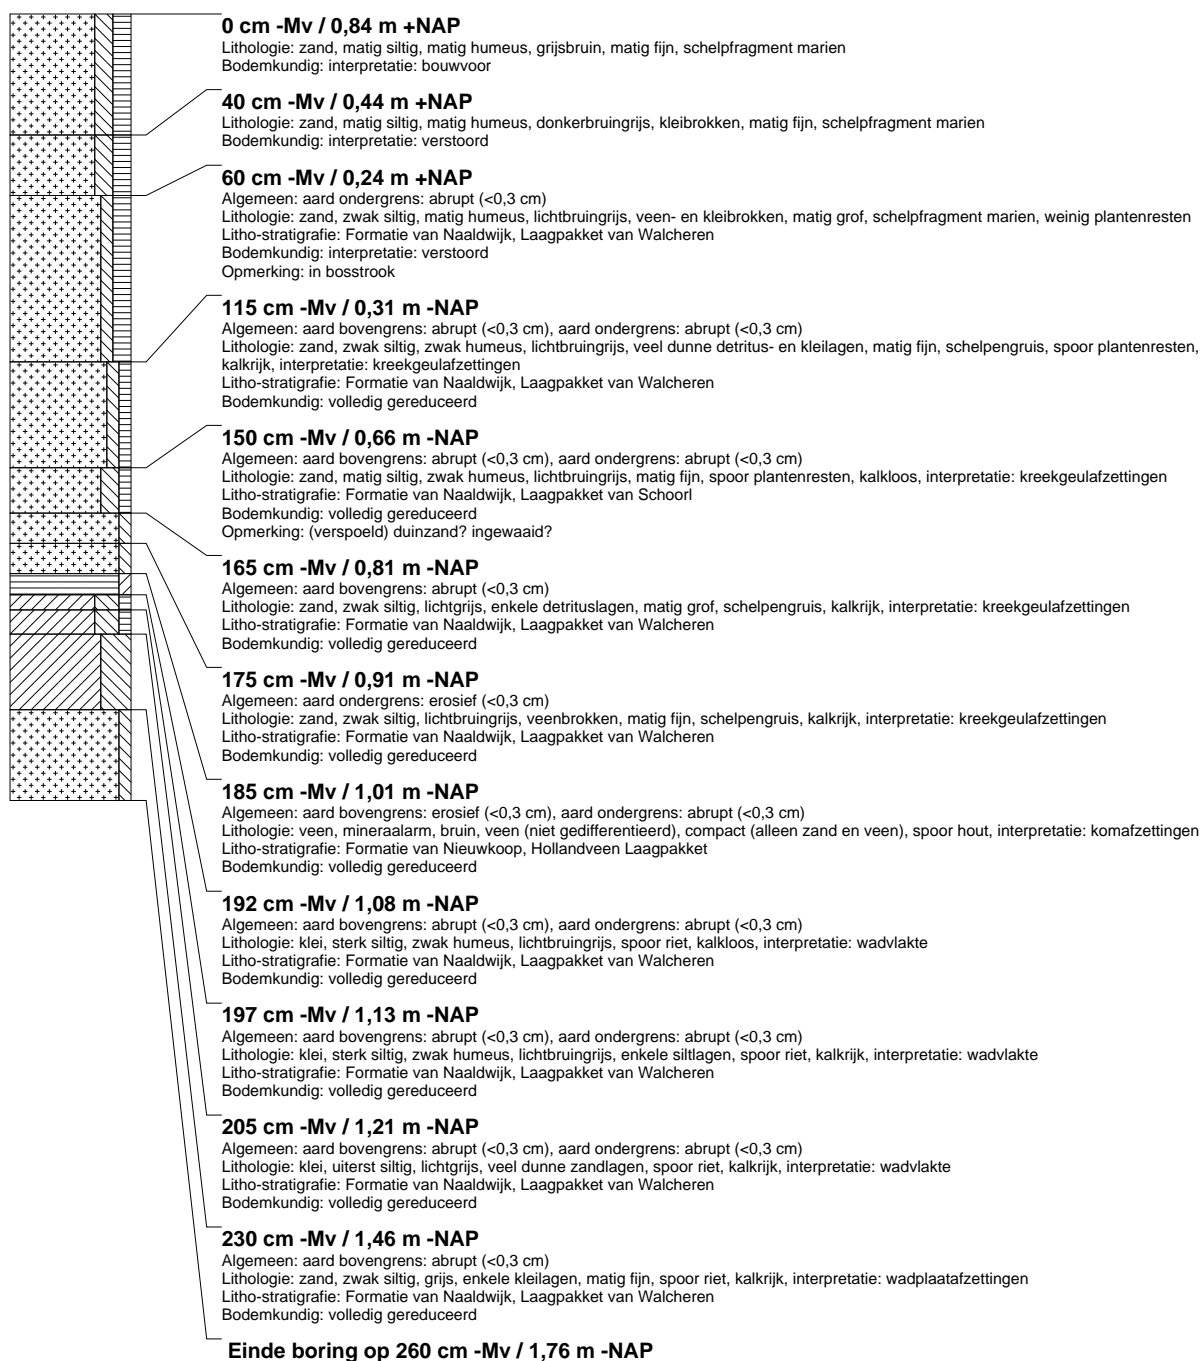 0 cm -Mv / 0,84 m +NAP
Lithologie: zand, matig siltig, matig humeus, grijsbruin, matig fijn, schelpfragment marien
Bodemkundig: interpretatie: bouwvoor
40 cm -Mv / 0,44 m +NAP
Lithologie: zand, matig siltig, matig humeus, donkerbruingrijs, kleibrokken, matig fijn, schelpfragment marien
Bodemkundig: interpretatie: verstoord
60 cm -Mv / 0,24 m +NAP
Algemeen: aard ondergrens: abrupt (<0,3 cm)
Lithologie: zand, zwak siltig, matig humeus, lichtbruingrijs, veen- en kleibrokken, matig grof, schelpfragment marien, weinig plantenresten
Litho-stratigrafie: Formatie van Naaldwijk, Laagpakket van Walcheren
Bodemkundig: interpretatie: verstoord
Opmerking: in bosstrook
115 cm -Mv / 0,31 m -NAP
Algemeen: aard bovengrens: abrupt (<0,3 cm), aard ondergrens: abrupt (<0,3 cm)
Lithologie: zand, zwak siltig, zwak humeus, lichtbruingrijs, veel dunne detritus- en kleilagen, matig fijn, schelpengruis, spoor plantenresten,
kalkrijk, interpretatie: kreekgeulafzettingen
Litho-stratigrafie: Formatie van Naaldwijk, Laagpakket van Walcheren
Bodemkundig: volledig gereduceerd
150 cm -Mv / 0,66 m -NAP
Algemeen: aard bovengrens: abrupt (<0,3 cm), aard ondergrens: abrupt (<0,3 cm)
Lithologie: zand, matig siltig, zwak humeus, lichtbruingrijs, matig fijn, spoor plantenresten, kalkloos, interpretatie: kreekgeulafzettingen
Litho-stratigrafie: Formatie van Naaldwijk, Laagpakket van Schoorl
Bodemkundig: volledig gereduceerd
Opmerking: (verspoeld) duinzand? ingewaaid?
165 cm -Mv / 0,81 m -NAP
Algemeen: aard bovengrens: abrupt (<0,3 cm)
Lithologie: zand, zwak siltig, lichtgrijs, enkele detrituslagen, matig grof, schelpengruis, kalkrijk, interpretatie: kreekgeulafzettingen
Litho-stratigrafie: Formatie van Naaldwijk, Laagpakket van Walcheren
Bodemkundig: volledig gereduceerd
175 cm -Mv / 0,91 m -NAP
Algemeen: aard ondergrens: erosief (<0,3 cm)
Lithologie: zand, zwak siltig, lichtbruingrijs, veenbrokken, matig fijn, schelpengruis, kalkrijk, interpretatie: kreekgeulafzettingen
Litho-stratigrafie: Formatie van Naaldwijk, Laagpakket van Walcheren
Bodemkundig: volledig gereduceerd
185 cm -Mv / 1,01 m -NAP
Algemeen: aard bovengrens: erosief (<0,3 cm), aard ondergrens: abrupt (<0,3 cm)
Lithologie: veen, mineraalarm, bruin, veen (niet gedifferentieerd), compact (alleen zand en veen), spoor hout, interpretatie: komafzettingen
Litho-stratigrafie: Formatie van Nieuwkoop, Hollandveen Laagpakket
Bodemkundig: volledig gereduceerd
192 cm -Mv / 1,08 m -NAP
Algemeen: aard bovengrens: abrupt (<0,3 cm), aard ondergrens: abrupt (<0,3 cm)
Lithologie: klei, sterk siltig, zwak humeus, lichtbruingrijs, spoor riet, kalkloos, interpretatie: wadvlakte
Litho-stratigrafie: Formatie van Naaldwijk, Laagpakket van Walcheren
Bodemkundig: volledig gereduceerd
197 cm -Mv / 1,13 m -NAP
Algemeen: aard bovengrens: abrupt (<0,3 cm), aard ondergrens: abrupt (<0,3 cm)
Lithologie: klei, sterk siltig, zwak humeus, lichtbruingrijs, enkele siltlagen, spoor riet, kalkrijk, interpretatie: wadvlakte
Litho-stratigrafie: Formatie van Naaldwijk, Laagpakket van Walcheren
Bodemkundig: volledig gereduceerd
205 cm -Mv / 1,21 m -NAP
Algemeen: aard bovengrens: abrupt (<0,3 cm), aard ondergrens: abrupt (<0,3 cm)
Lithologie: klei, uiterst siltig, lichtgrijs, veel dunne zandlagen, spoor riet, kalkrijk, interpretatie: wadvlakte
Litho-stratigrafie: Formatie van Naaldwijk, Laagpakket van Walcheren
Bodemkundig: volledig gereduceerd
230 cm -Mv / 1,46 m -NAP
Algemeen: aard bovengrens: abrupt (<0,3 cm)
Lithologie: zand, zwak siltig, grijs, enkele kleilagen, matig fijn, spoor riet, kalkrijk, interpretatie: wadplaatafzettingen
Litho-stratigrafie: Formatie van Naaldwijk, Laagpakket van Walcheren
Bodemkundig: volledig gereduceerd
Einde boring op 260 cm -Mv / 1,76 m -NAP